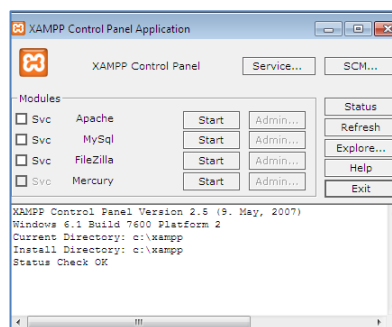 XAMPP Control Panel Application
XAMPP Control Panel
Service...
SCM...
Modules
Svc Apache Start Admin...
Svc MySql Start Admin...
Svc FileZilla Start Admin...
Svc Mercury Start Admin...
Status
Refresh
Explore...
Help
Exit
XAMPP Control Panel Version 2.5 (9. May, 2007)
Windows 6.1 Build 7600 Platform 2
Current Directory: c:\xampp
Install Directory: c:\xampp
Status Check OK